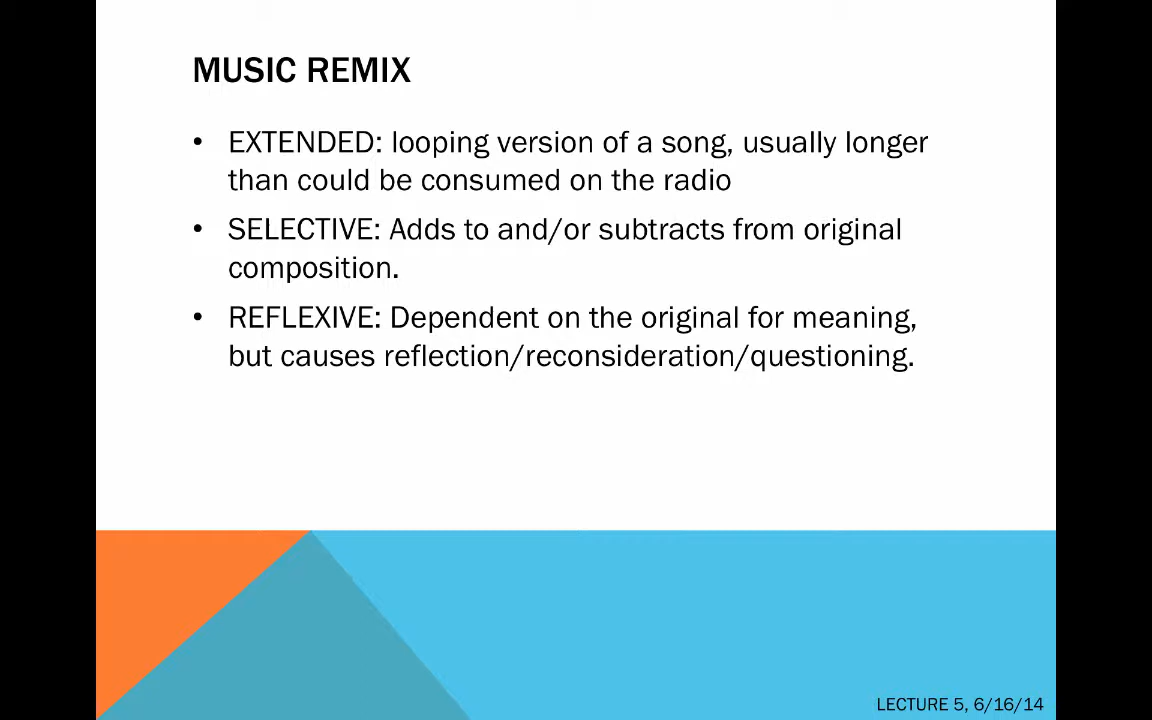 MUSIC REMIX
• EXTENDED: looping version of a song, usually longer
than could be consumed on the radio
• SELECTIVE: Adds to and/or subtracts from original
composition.
• REFLEXIVE: Dependent on the original for meaning,
but causes reflection/reconsideration/questioning.
LECTURE 5, 6/16/14